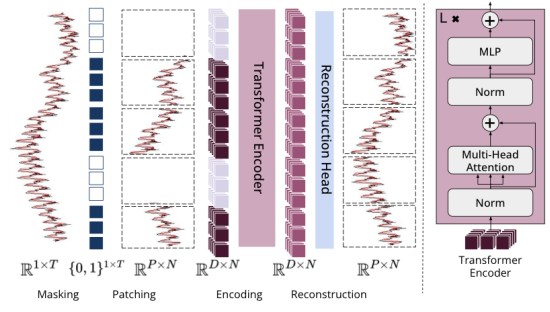 Transformer Encoder
Reconstruction Head
ℝ^{1×T}
{0, 1}^{1×T}
ℝ^{P×N}
ℝ^{D×N}
ℝ^{D×N}
ℝ^{P×N}
Masking
Patching
Encoding
Reconstruction
L ×
+
MLP
Norm
+
Multi-Head
Attention
Norm
Transformer
Encoder